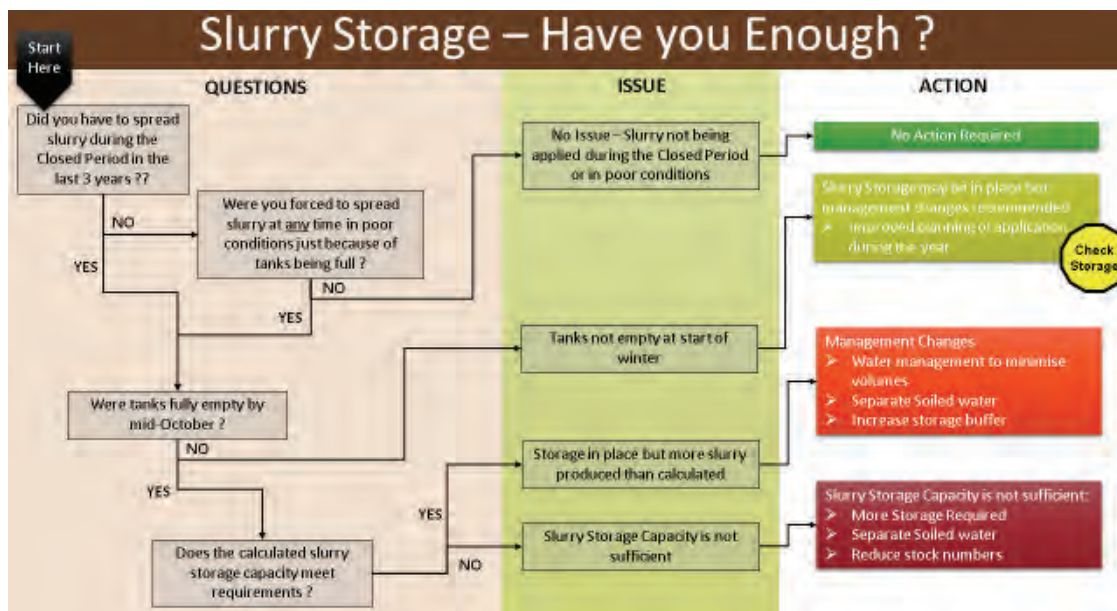 Slurry Storage – Have you Enough ?
Start
Here
QUESTIONS
ISSUE
ACTION
Did you have to spread
slurry during the
Closed Period in the
last 3 years ??
NO
YES
Were you forced to spread
slurry at any time in poor
conditions just because of
tanks being full ?
NO
YES
No Issue – Slurry not being
applied during the Closed Period
or in poor conditions
No Action Required
Slurry Storage may be in place but
management changes recommended
➢ Improved planning of application
during the year
Check
Storage
Were tanks fully empty by
mid-October ?
NO
YES
Tanks not empty at start of
winter
Management Changes
➢ Water management to minimise
volumes
➢ Separate Soiled water
➢ Increase storage buffer
Does the calculated slurry
storage capacity meet
requirements ?
YES
NO
Storage in place but more slurry
produced than calculated
Slurry Storage Capacity is not
sufficient
Slurry Storage Capacity is not sufficient:
➢ More Storage Required
➢ Separate Soiled water
➢ Reduce stock numbers